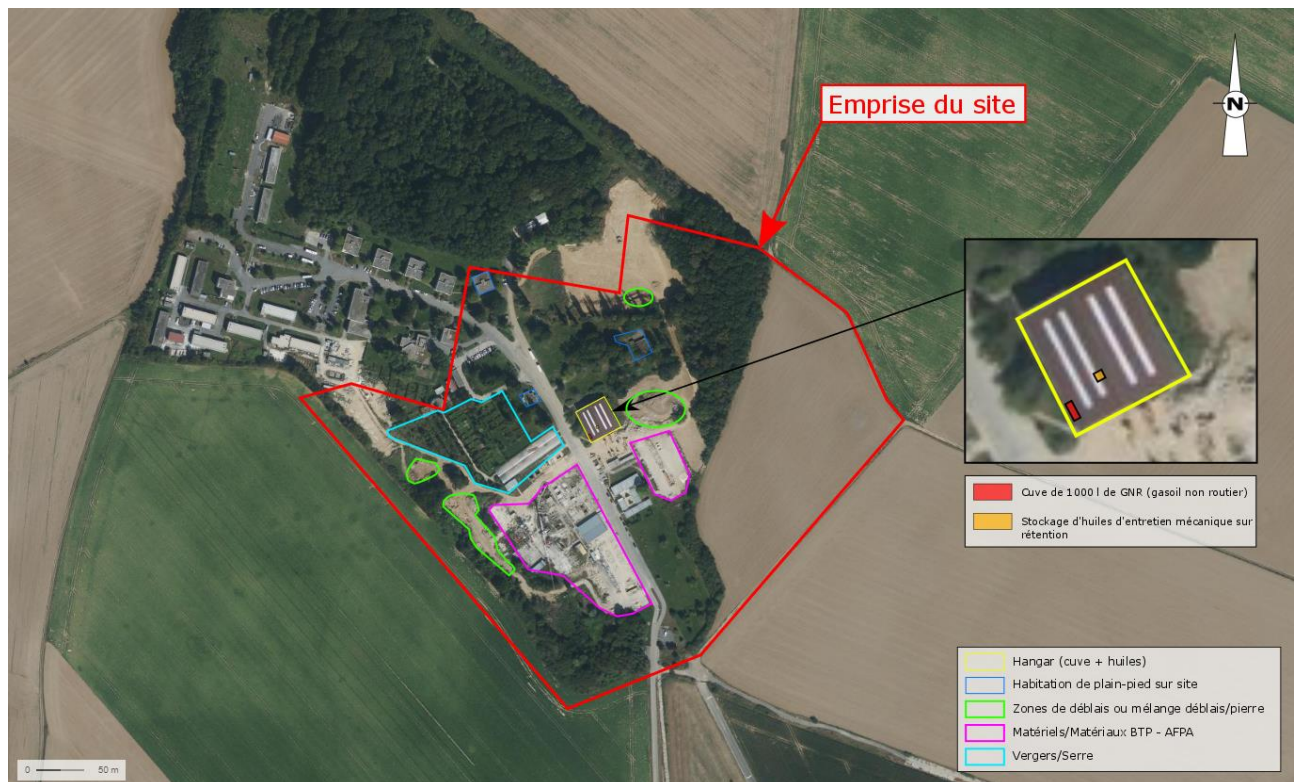 Emprise du site
N
Cuve de 1000 l de GNR (gasoil non routier)
Stockage d'huiles d'entretien mécanique sur
rétention
Hangar (cuve + huiles)
Habitation de plain-pied sur site
Zones de déblais ou mélange déblais/pierre
Matériels/Matériaux BTP - AFPA
Vergers/Serre
0 50 m